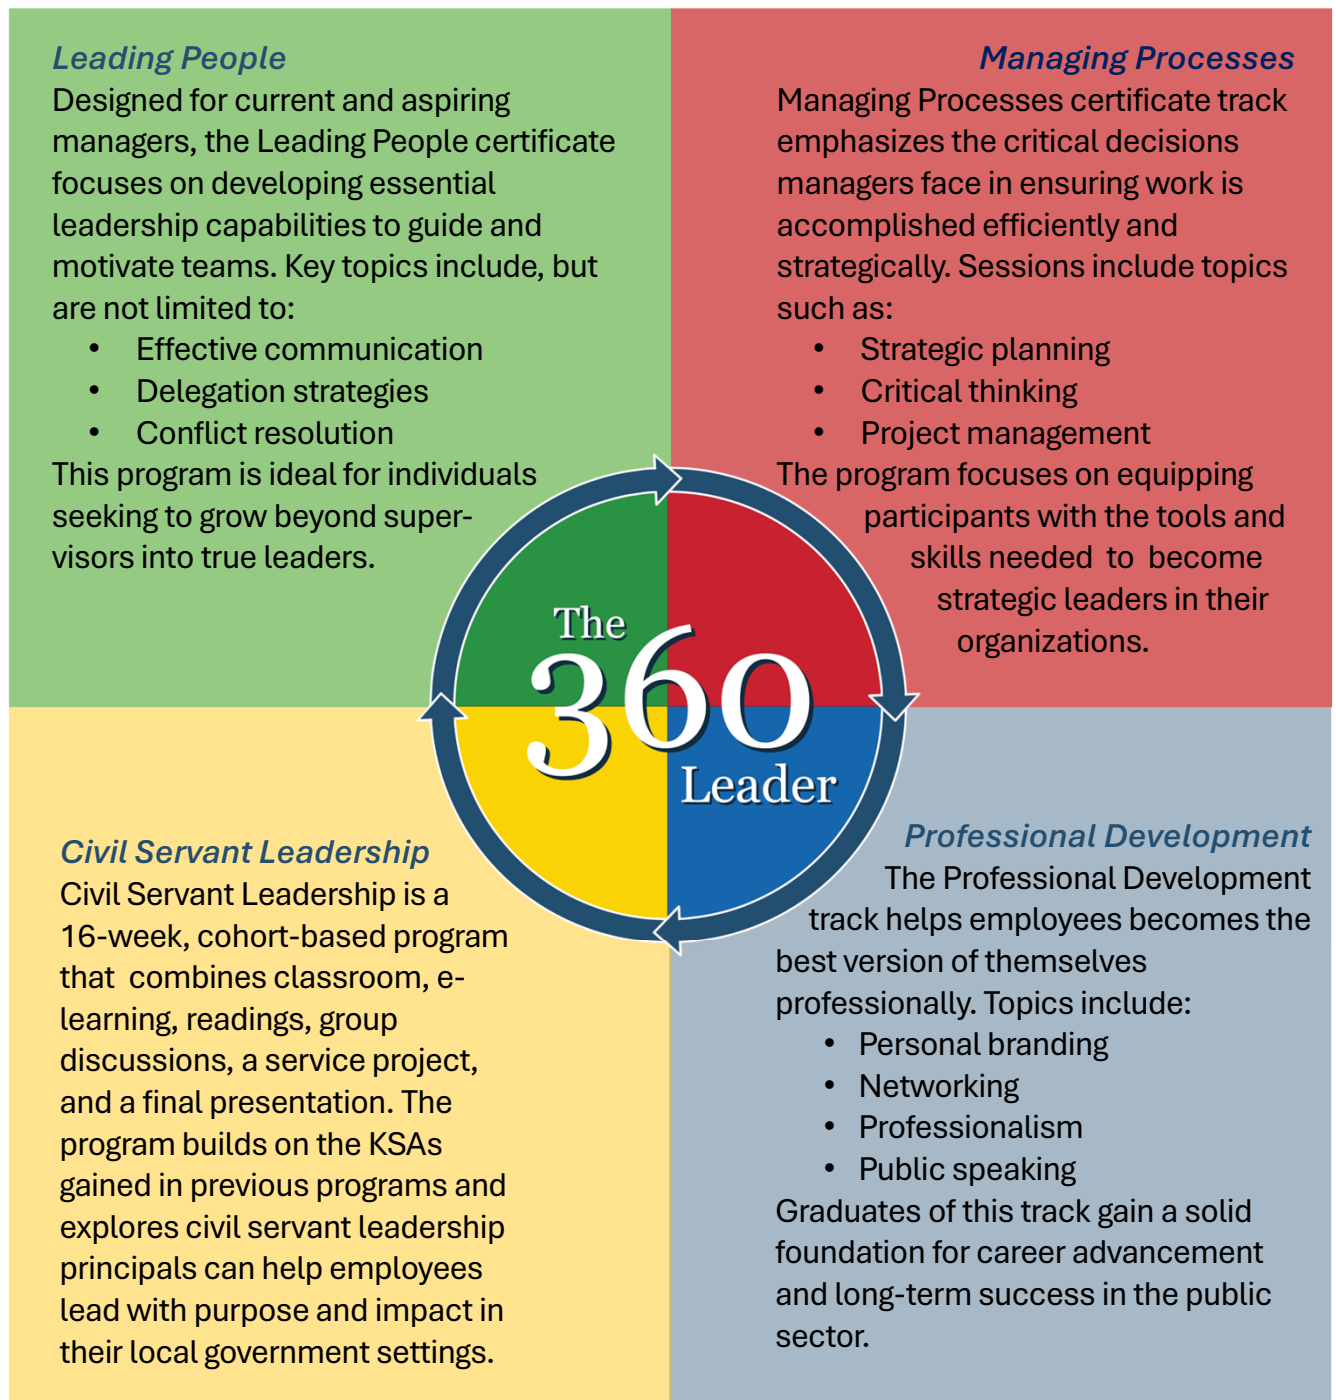 Leading People
Designed for current and aspiring
managers, the Leading People certificate
focuses on developing essential
leadership capabilities to guide and
motivate teams. Key topics include, but
are not limited to:
• Effective communication
• Delegation strategies
• Conflict resolution
This program is ideal for individuals
seeking to grow beyond super-
visors into true leaders.
Managing Processes
Managing Processes certificate track
emphasizes the critical decisions
managers face in ensuring work is
accomplished efficiently and
strategically. Sessions include topics
such as:
• Strategic planning
• Critical thinking
• Project management
The program focuses on equipping
participants with the tools and
skills needed to become
strategic leaders in their
organizations.
The
360
Leader
Civil Servant Leadership
Civil Servant Leadership is a
16-week, cohort-based program
that combines classroom, e-
learning, readings, group
discussions, a service project,
and a final presentation. The
program builds on the KSAs
gained in previous programs and
explores civil servant leadership
principals can help employees
lead with purpose and impact in
their local government settings.
Professional Development
The Professional Development
track helps employees becomes the
best version of themselves
professionally. Topics include:
• Personal branding
• Networking
• Professionalism
• Public speaking
Graduates of this track gain a solid
foundation for career advancement
and long-term success in the public
sector.